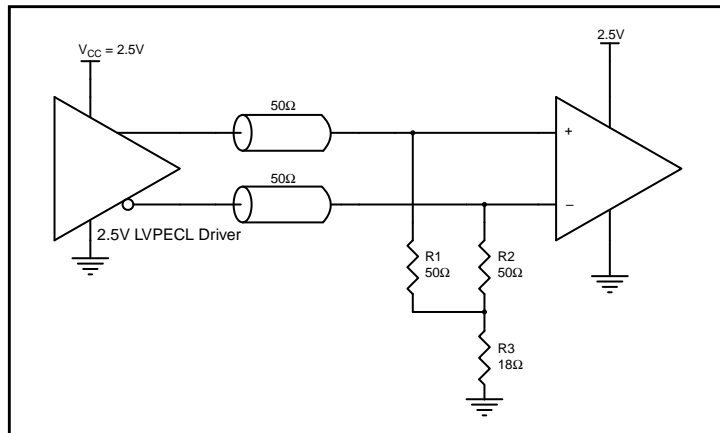 V_CC = 2.5V
2.5V
50Ω
+
50Ω
–
2.5V LVPECL Driver
R1
50Ω
R2
50Ω
R3
18Ω